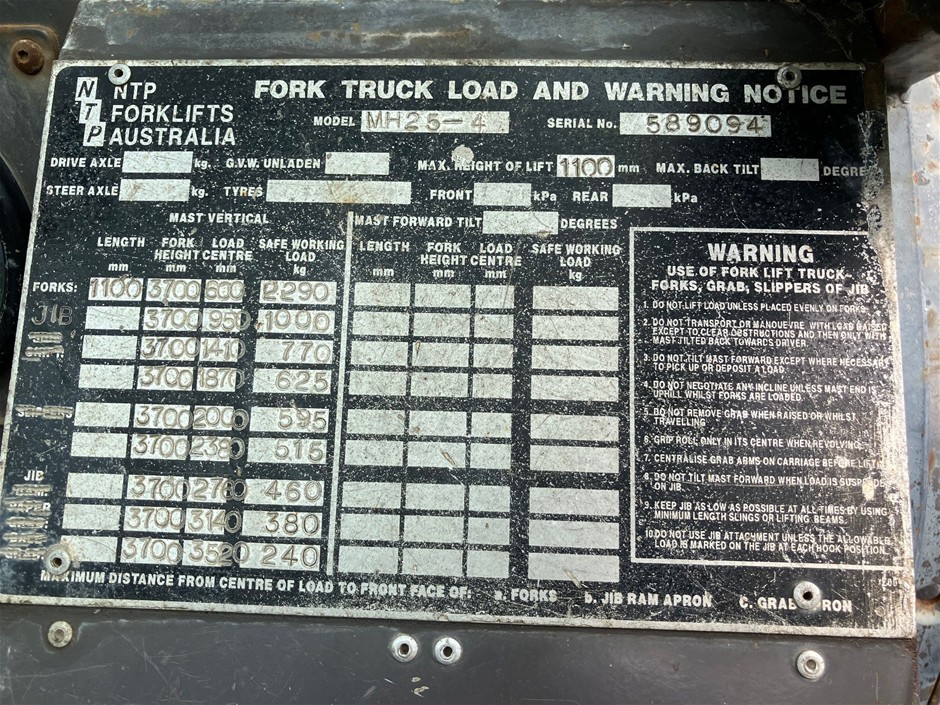 NTP NTP FORK TRUCK LOAD AND WARNING NOTICE
FORKLIFTS
AUSTRALIA
MODEL MH25-4 SERIAL No. 589094
DRIVE AXLE kg. G.V.W. UNLADEN MAX. HEIGHT OF LIFT 1100 mm MAX. BACK TILT DEGRE
STEER AXLE kg. TYRES FRONT kPa REAR kPa
MAST VERTICAL MAST FORWARD TILT DEGREES
LENGTH mm FORK HEIGHT mm LOAD CENTRE mm SAFE WORKING LOAD kg LENGTH mm FORK HEIGHT mm LOAD CENTRE mm SAFE WORKING LOAD kg
FORKS: 1100 3700 600 2290
JIB 3700 950 1000
3700 1410 770
3700 1870 625
3700 2000 595
3700 2380 515
JIB 3700 2760 460
3700 3140 380
3700 3520 240
MAXIMUM DISTANCE FROM CENTRE OF LOAD TO FRONT FACE OF: a. FORKS b. JIB RAM APRON C. GRAB PRON
WARNING
USE OF FORK LIFT TRUCK
FORKS, GRAB, SLIPPERS OF JIB
1. DO NOT LIFT LOAD UNLESS PLACED EVENLY ON FORKS
2. DO NOT TRANSPORT OR MANOUEVRE WITH LOAD RAISED
EXCEPT TO CLEAR OBSTRUCTIONS AND THEN ONLY WITH
MAST TILTED BACK TOWARDS DRIVER.
3. DO NOT TILT MAST FORWARD EXCEPT WHERE NECESSARY
TO PICK UP OR DEPOSIT A LOAD.
4. DO NOT NEGOTIATE ANY INCLINE UNLESS MAST END IS
UPHILL WHILST FORKS ARE LOADED.
5. DO NOT REMOVE GRAB WHEN RAISED OR WHILST
TRAVELLING
6. GRIP ROLL ONLY IN ITS CENTRE WHEN REVOLVING.
7. CENTRALISE GRAB ARMS ON CARRIAGE BEFORE LIFT
8. DO NOT TILT MAST FORWARD WHEN LOAD IS SUSPENDE
ON JIB.
9. KEEP JIB AS LOW AS POSSIBLE AT ALL TIMES BY USING
MINIMUM LENGTH SLINGS OR LIFTING BEAMS.
10. DO NOT USE JIB ATTACHMENT UNLESS THE ALLOWABLE
LOAD IS MARKED ON THE JIB AT EACH HOOK POSITION.